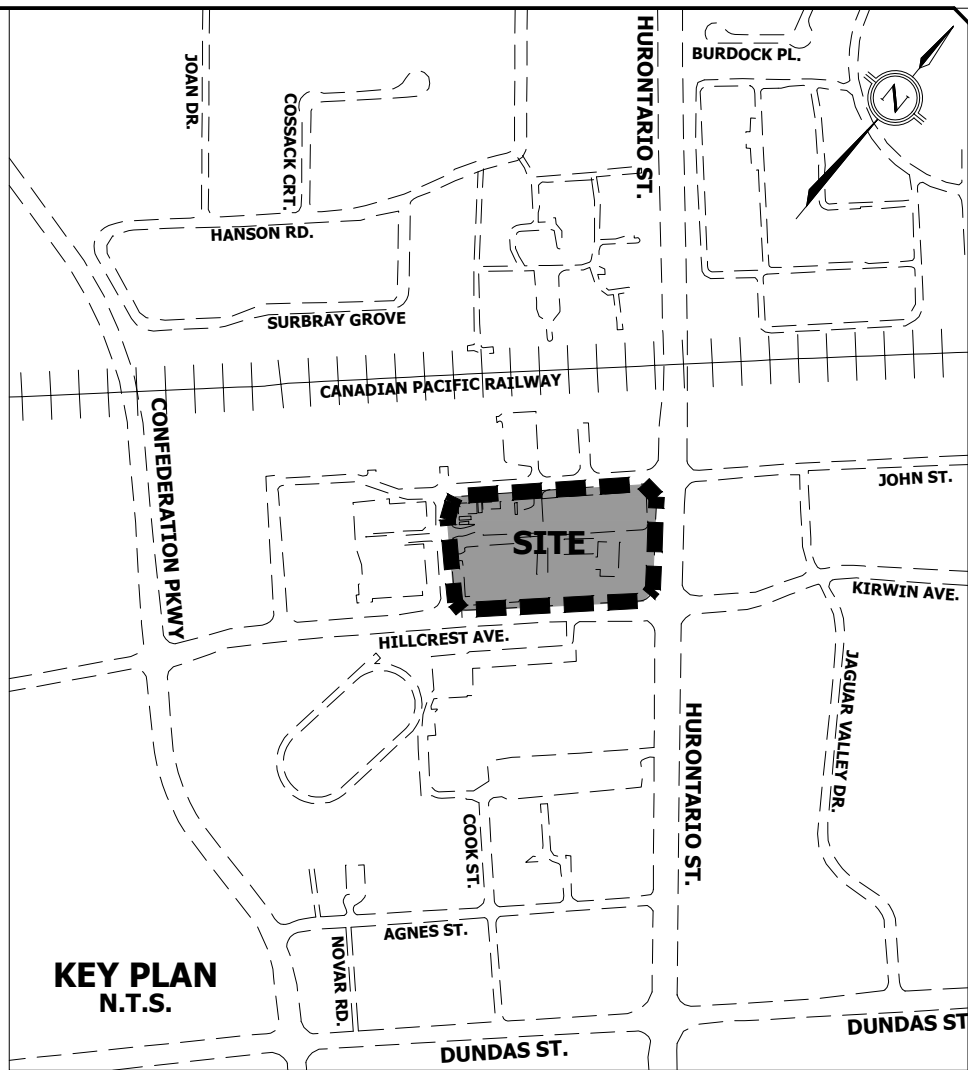 JOAN DR.
COSSACK CRT.
HURONTARIO ST.
BURDOCK PL.
N
HANSON RD.
SURBRAY GROVE
CANADIAN PACIFIC RAILWAY
CONFEDERATION PKWY
JOHN ST.
SITE
KIRWIN AVE.
HILLCREST AVE.
JAGUAR VALLEY DR.
HURONTARIO ST.
COOK ST.
AGNES ST.
NOVAR RD.
KEY PLAN
N.T.S.
DUNDAS ST.
DUNDAS ST